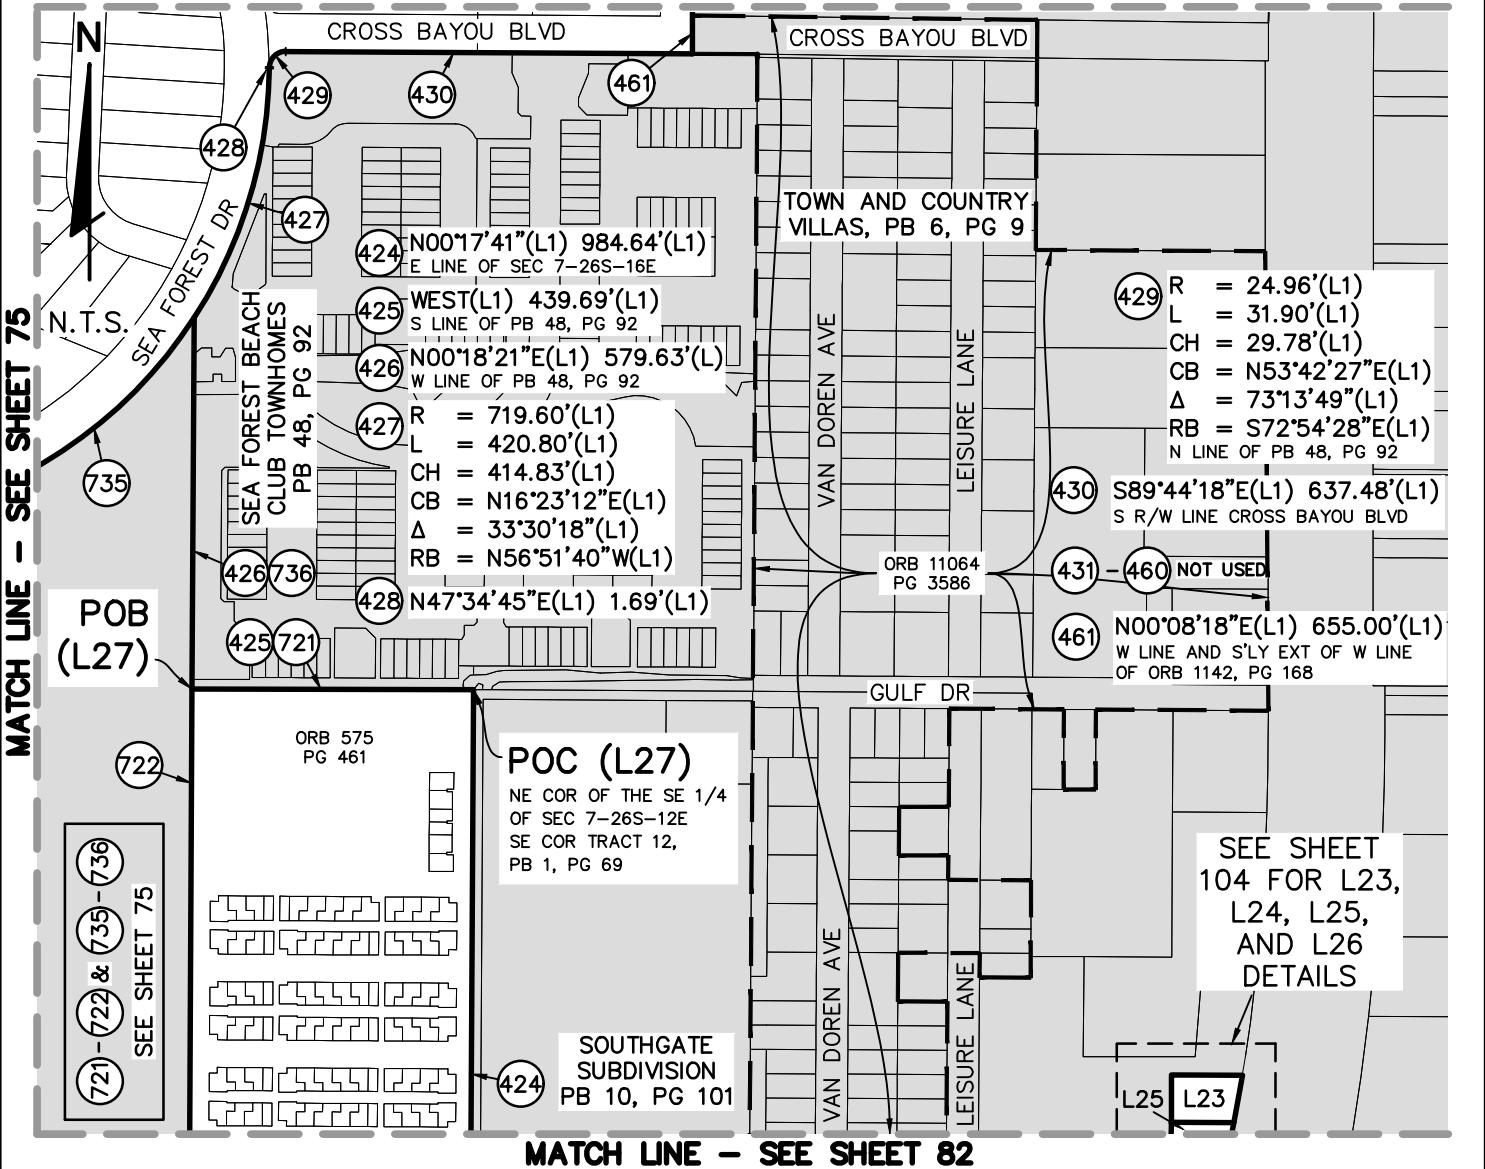 CROSS BAYOU BLVD
CROSS BAYOU BLVD
N
N.T.S.
429
430
461
428
427
SEA FOREST DR
TOWN AND COUNTRY
VILLAS, PB 6, PG 9
424 N00°17'41"(L1) 984.64'(L1)
E LINE OF SEC 7-26S-16E
425 WEST(L1) 439.69'(L1)
S LINE OF PB 48, PG 92
426 N00°18'21"E(L1) 579.63'(L)
W LINE OF PB 48, PG 92
427 R = 719.60'(L1)
L = 420.80'(L1)
CH = 414.83'(L1)
CB = N16°23'12"E(L1)
Δ = 33°30'18"(L1)
RB = N56°51'40"W(L1)
428 N47°34'45"E(L1) 1.69'(L1)
429 R = 24.96'(L1)
L = 31.90'(L1)
CH = 29.78'(L1)
CB = N53°42'27"E(L1)
Δ = 73°13'49"(L1)
RB = S72°54'28"E(L1)
N LINE OF PB 48, PG 92
430 S89°44'18"E(L1) 637.48'(L1)
S R/W LINE CROSS BAYOU BLVD
431 - 460 NOT USED
461 N00°08'18"E(L1) 655.00'(L1)
W LINE AND S'LY EXT OF W LINE
OF ORB 1142, PG 168
SEA FOREST BEACH
CLUB TOWNHOMES
PB 48, PG 92
VAN DOREN AVE
LEISURE LANE
ORB 11064
PG 3586
MATCH LINE - SEE SHEET 75
735
426 736
425 721
POB
(L27)
GULF DR
722
ORB 575
PG 461
POC (L27)
NE COR OF THE SE 1/4
OF SEC 7-26S-12E
SE COR TRACT 12,
PB 1, PG 69
721 - 722 & 735 - 736
SEE SHEET 75
SEE SHEET
104 FOR L23,
L24, L25,
AND L26
DETAILS
VAN DOREN AVE
LEISURE LANE
424
SOUTHGATE
SUBDIVISION
PB 10, PG 101
L25
L23
MATCH LINE - SEE SHEET 82